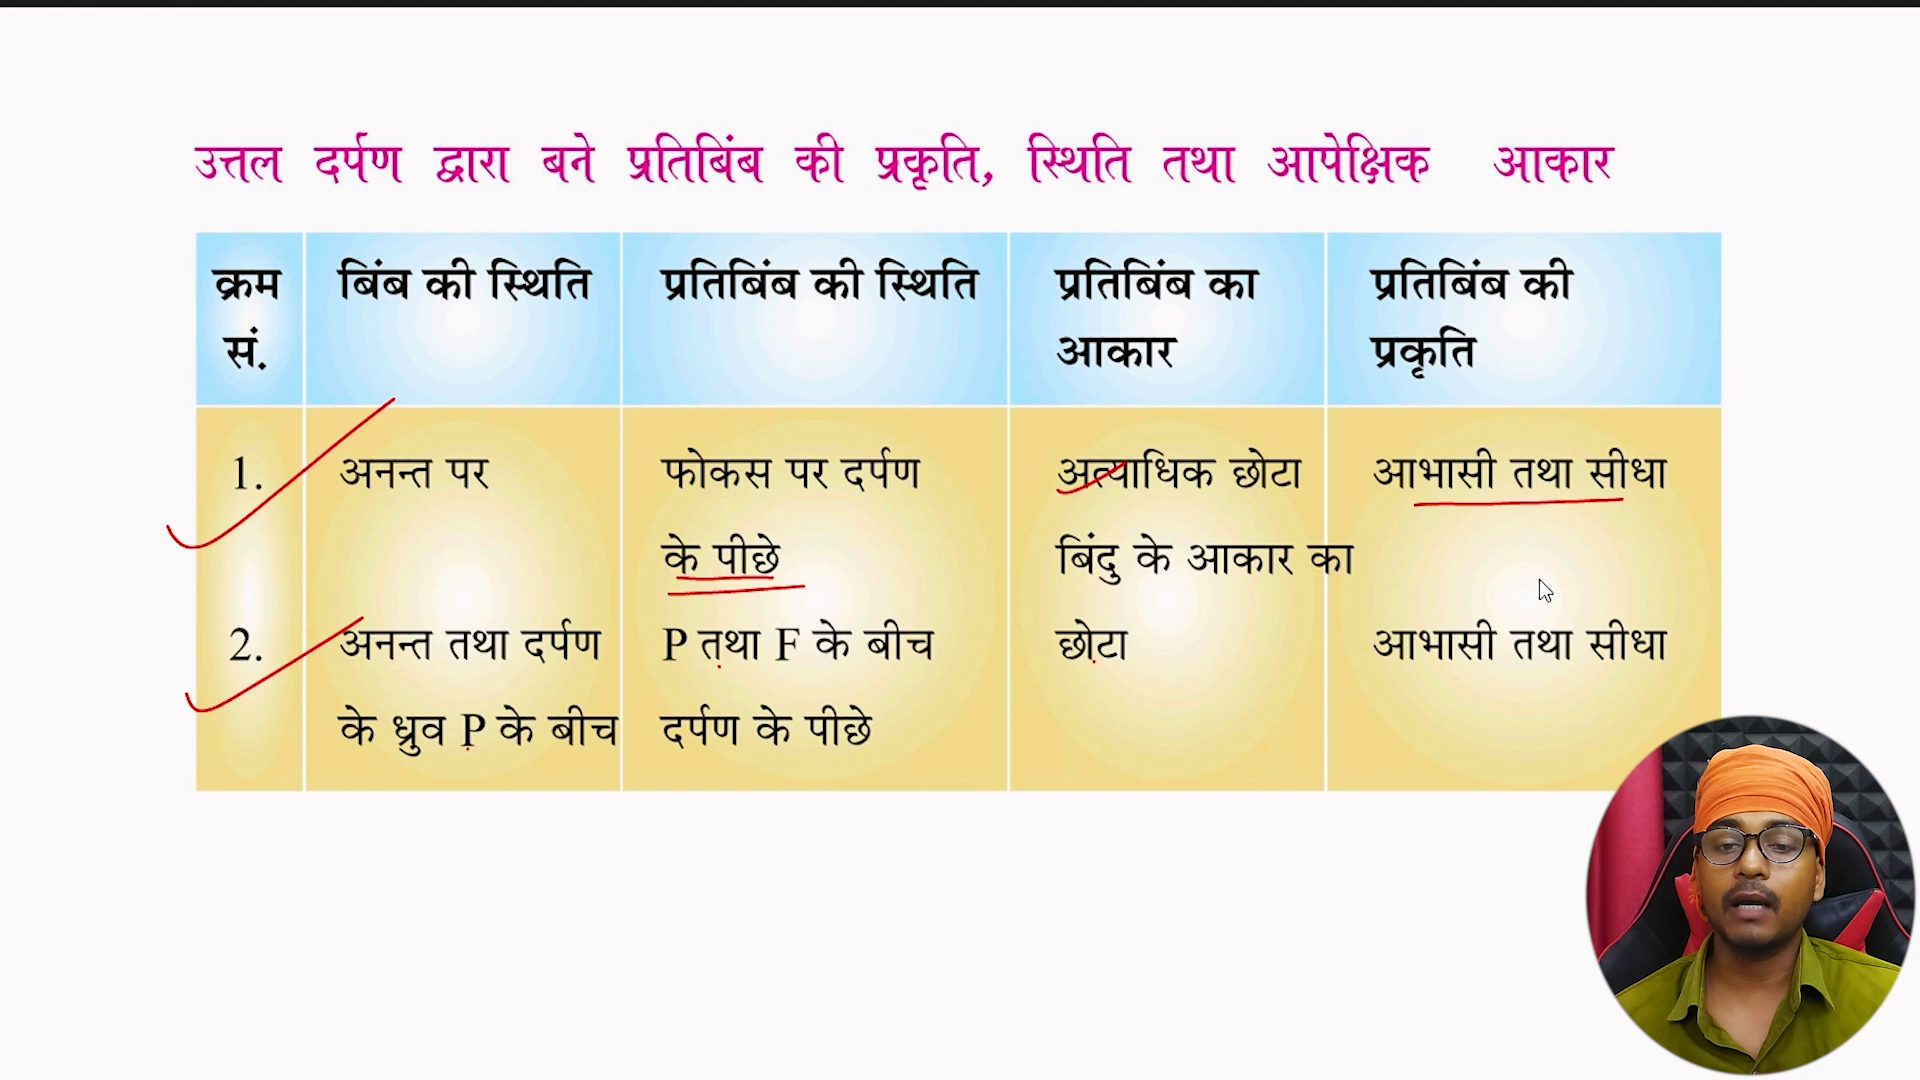 उत्तल दर्पण द्वारा बने प्रतिबिंब की प्रकृति, स्थिति तथा आपेक्षिक आकार
क्रम सं.
बिंब की स्थिति
प्रतिबिंब की स्थिति
प्रतिबिंब का
आकार
प्रतिबिंब की
प्रकृति
1.
अनन्त पर
फोकस पर दर्पण
के पीछे
अत्याधिक छोटा
बिंदु के आकार का
आभासी तथा सीधा
2.
अनन्त तथा दर्पण
के ध्रुव P के बीच
P तथा F के बीच
दर्पण के पीछे
छोटा
आभासी तथा सीधा